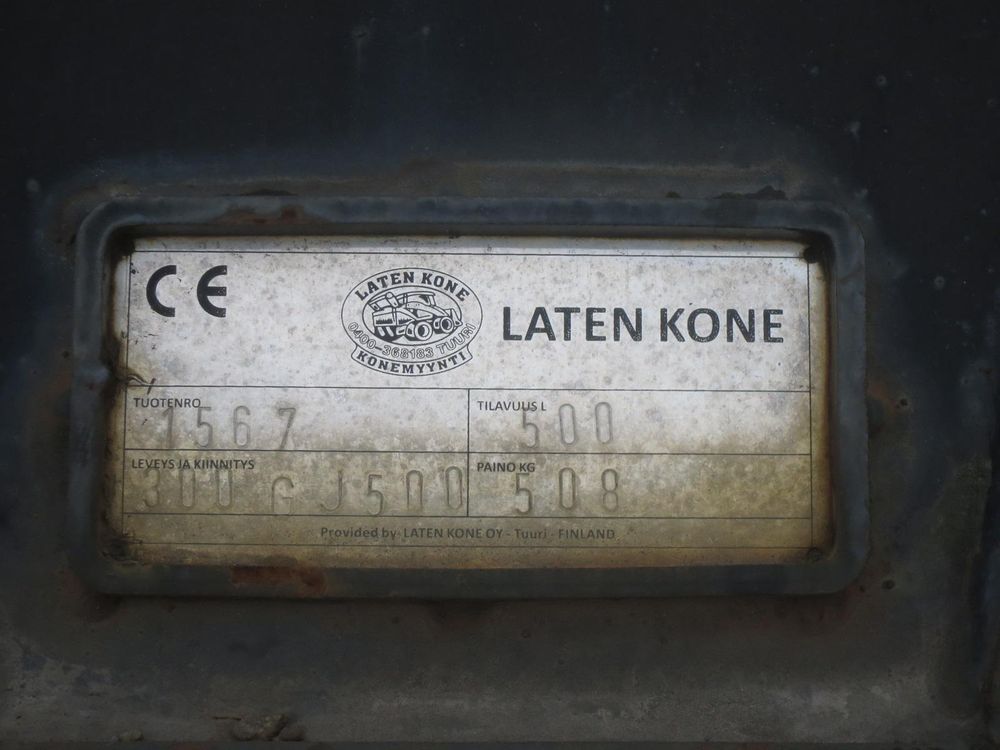 CE
LATEN KONE
0400-368183 TUURI
KONEMYYNTI
LATEN KONE
TUOTENRO
1567
TILAVUUS L
500
LEVEYS JA KIINNITYS
300 G J500
PAINO KG
508
Provided by LATEN KONE OY - Tuuri - FINLAND